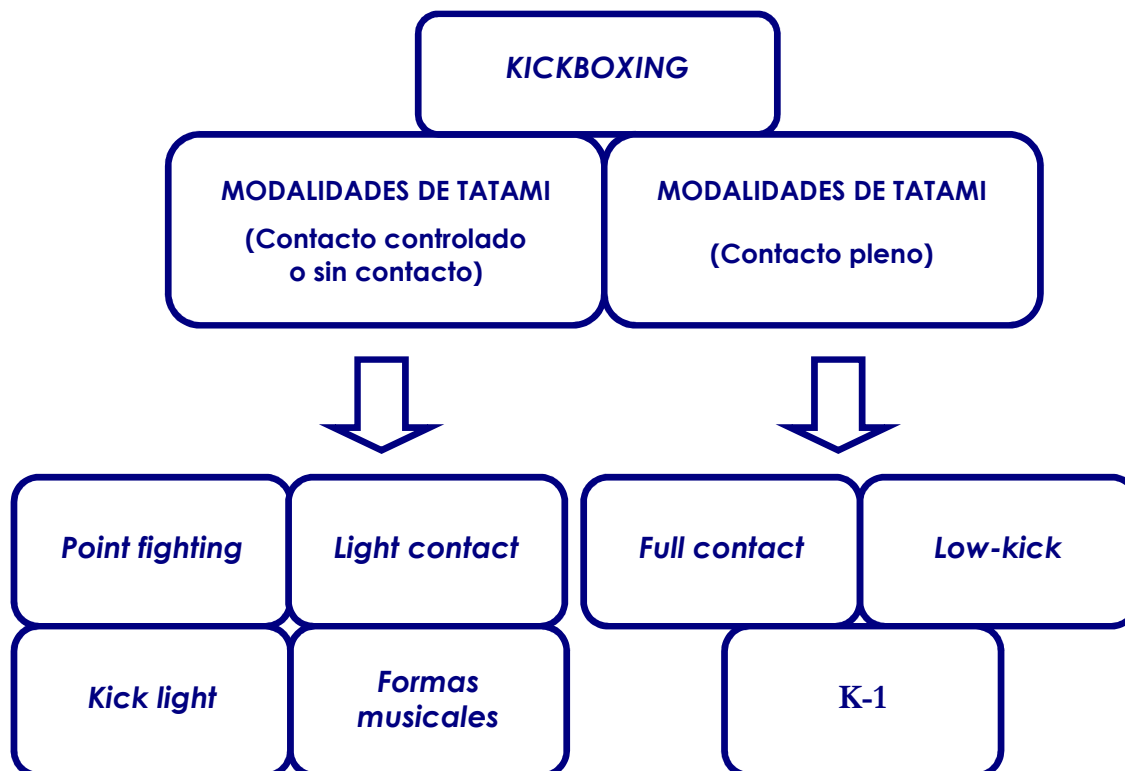 KICKBOXING
MODALIDADES DE TATAMI
(Contacto controlado
o sin contacto)
MODALIDADES DE TATAMI
(Contacto pleno)
Point fighting
Light contact
Full contact
Low-kick
Kick light
Formas
musicales
K-1